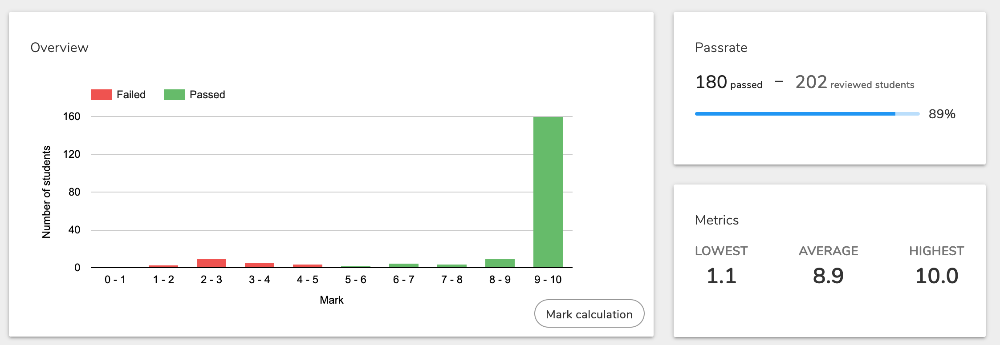 Overview
Failed
Passed
160
120
80
40
0
Number of students
0 - 1
1 - 2
2 - 3
3 - 4
4 - 5
5 - 6
6 - 7
7 - 8
8 - 9
9 - 10
Mark
Mark calculation
Passrate
180 passed – 202 reviewed students
89%
Metrics
LOWEST AVERAGE HIGHEST
1.1 8.9 10.0